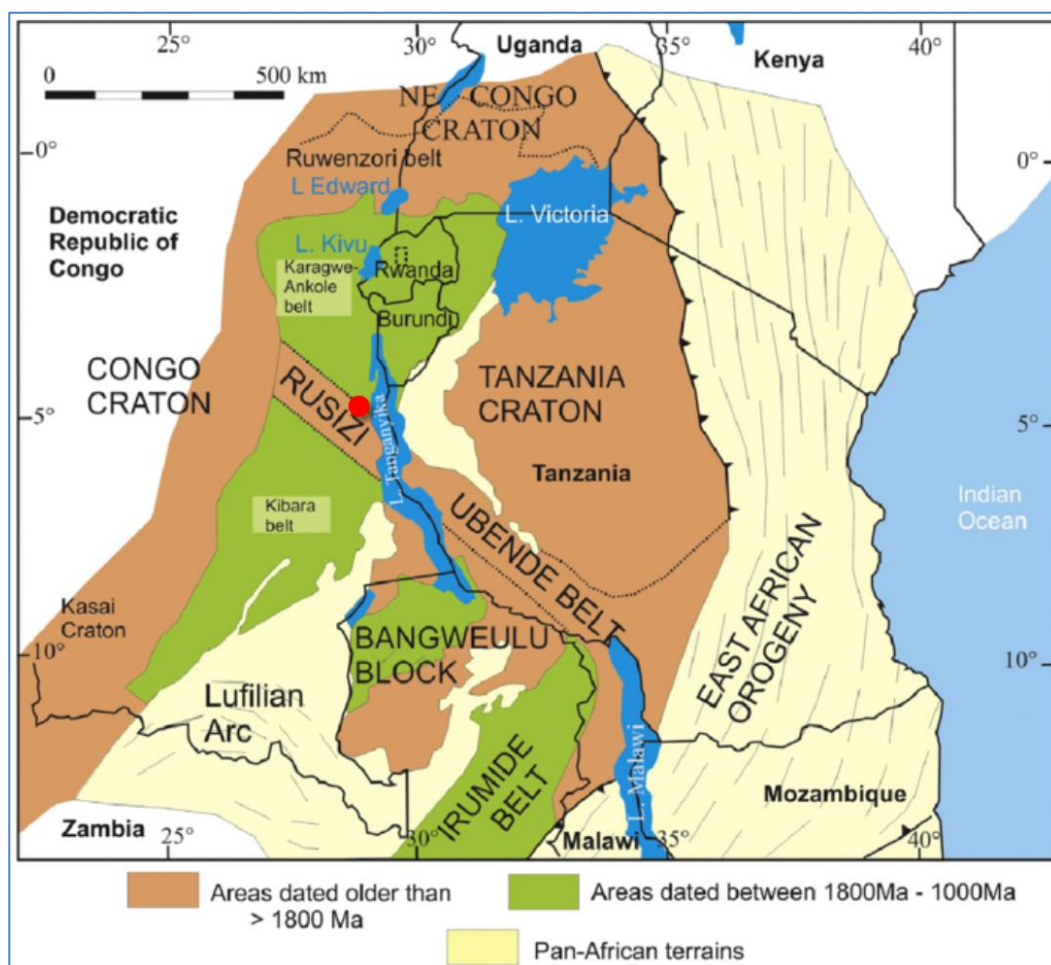 25°
30°
Uganda
35°
Kenya
40°
0
500 km
NE CONGO
CRATON
0°
0°
Ruwenzori belt
L Edward
L. Victoria
Democratic
Republic of
Congo
L. Kivu
Karagwe-
Ankole
belt
Rwanda
Burundi
CONGO
CRATON
RUSIZI
TANZANIA
CRATON
5°
5°
L. Tanganyika
Tanzania
Indian
Ocean
Kibara
belt
UBENDE BELT
Kasai
Craton
10°
BANGWEULU
BLOCK
10°
EAST AFRICAN
OROGENY
Lufilian
Arc
IRUMIDE
BELT
L. Malawi
Mozambique
Zambia
25°
30°
Malawi
35°
40°
Areas dated older than
> 1800 Ma
Areas dated between 1800Ma - 1000Ma
Pan-African terrains